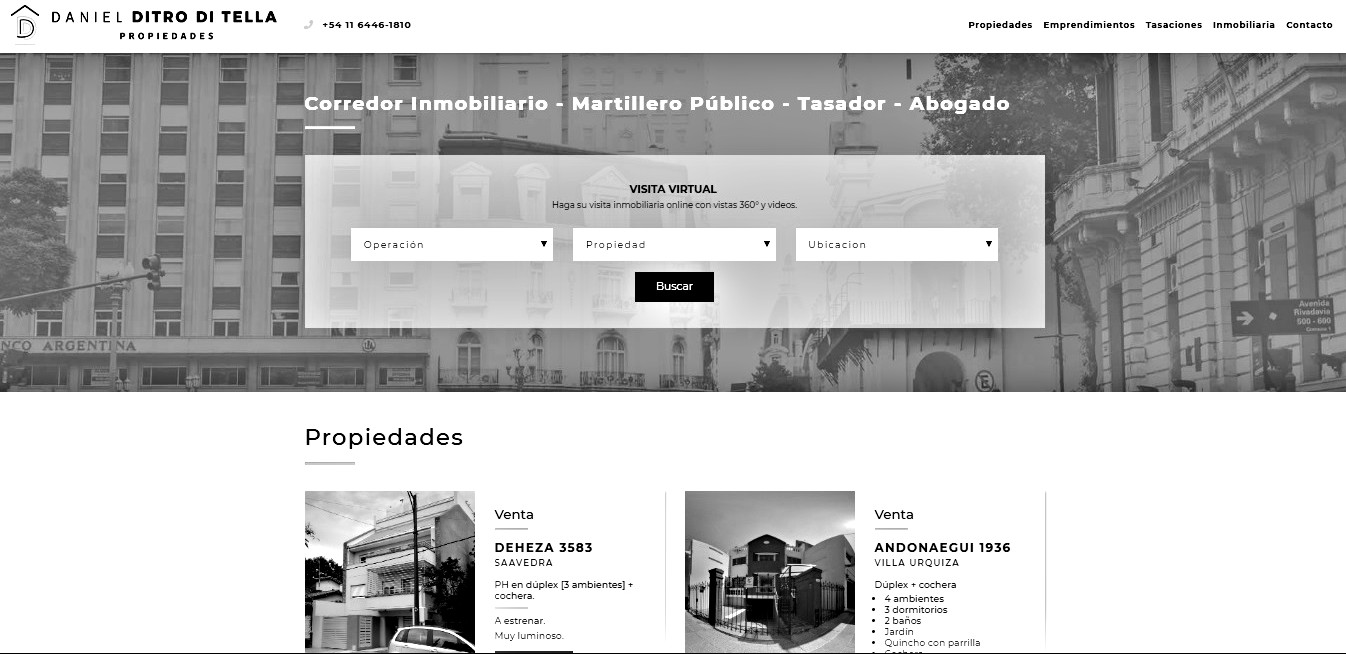 DANIEL DITRO DI TELLA
PROPIEDADES
+54 11 6446-1810
Propiedades Emprendimientos Tasaciones Inmobiliaria Contacto
Corredor Inmobiliario - Martillero Público - Tasador - Abogado
VISITA VIRTUAL
Haga su visita inmobiliaria online con vistas 360° y videos.
Operación ▼ Propiedad ▼ Ubicacion ▼
Buscar
Avenida
Rivadavia
500 - 600
NCO ARGENTINA
E
Propiedades
Venta
DEHEZA 3583
SAAVEDRA
PH en dúplex [3 ambientes] +
cochera.
A estrenar.
Muy luminoso.
Venta
ANDONAEGUI 1936
VILLA URQUIZA
Dúplex + cochera
• 4 ambientes
• 3 dormitorios
• 2 baños
• Jardín
• Quincho con parrilla
• Cochera